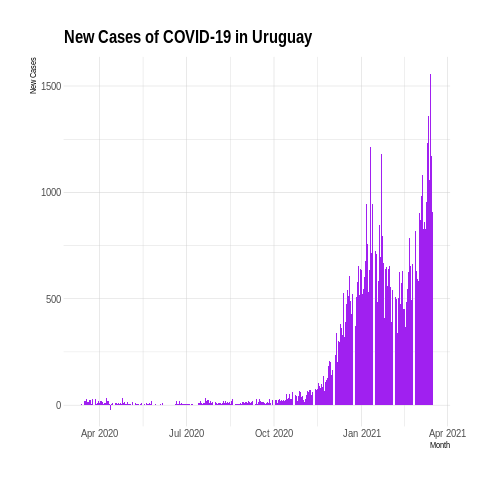 New Cases of COVID-19 in Uruguay
New Cases
1500
1000
500
0
Apr 2020
Jul 2020
Oct 2020
Jan 2021
Apr 2021
Month